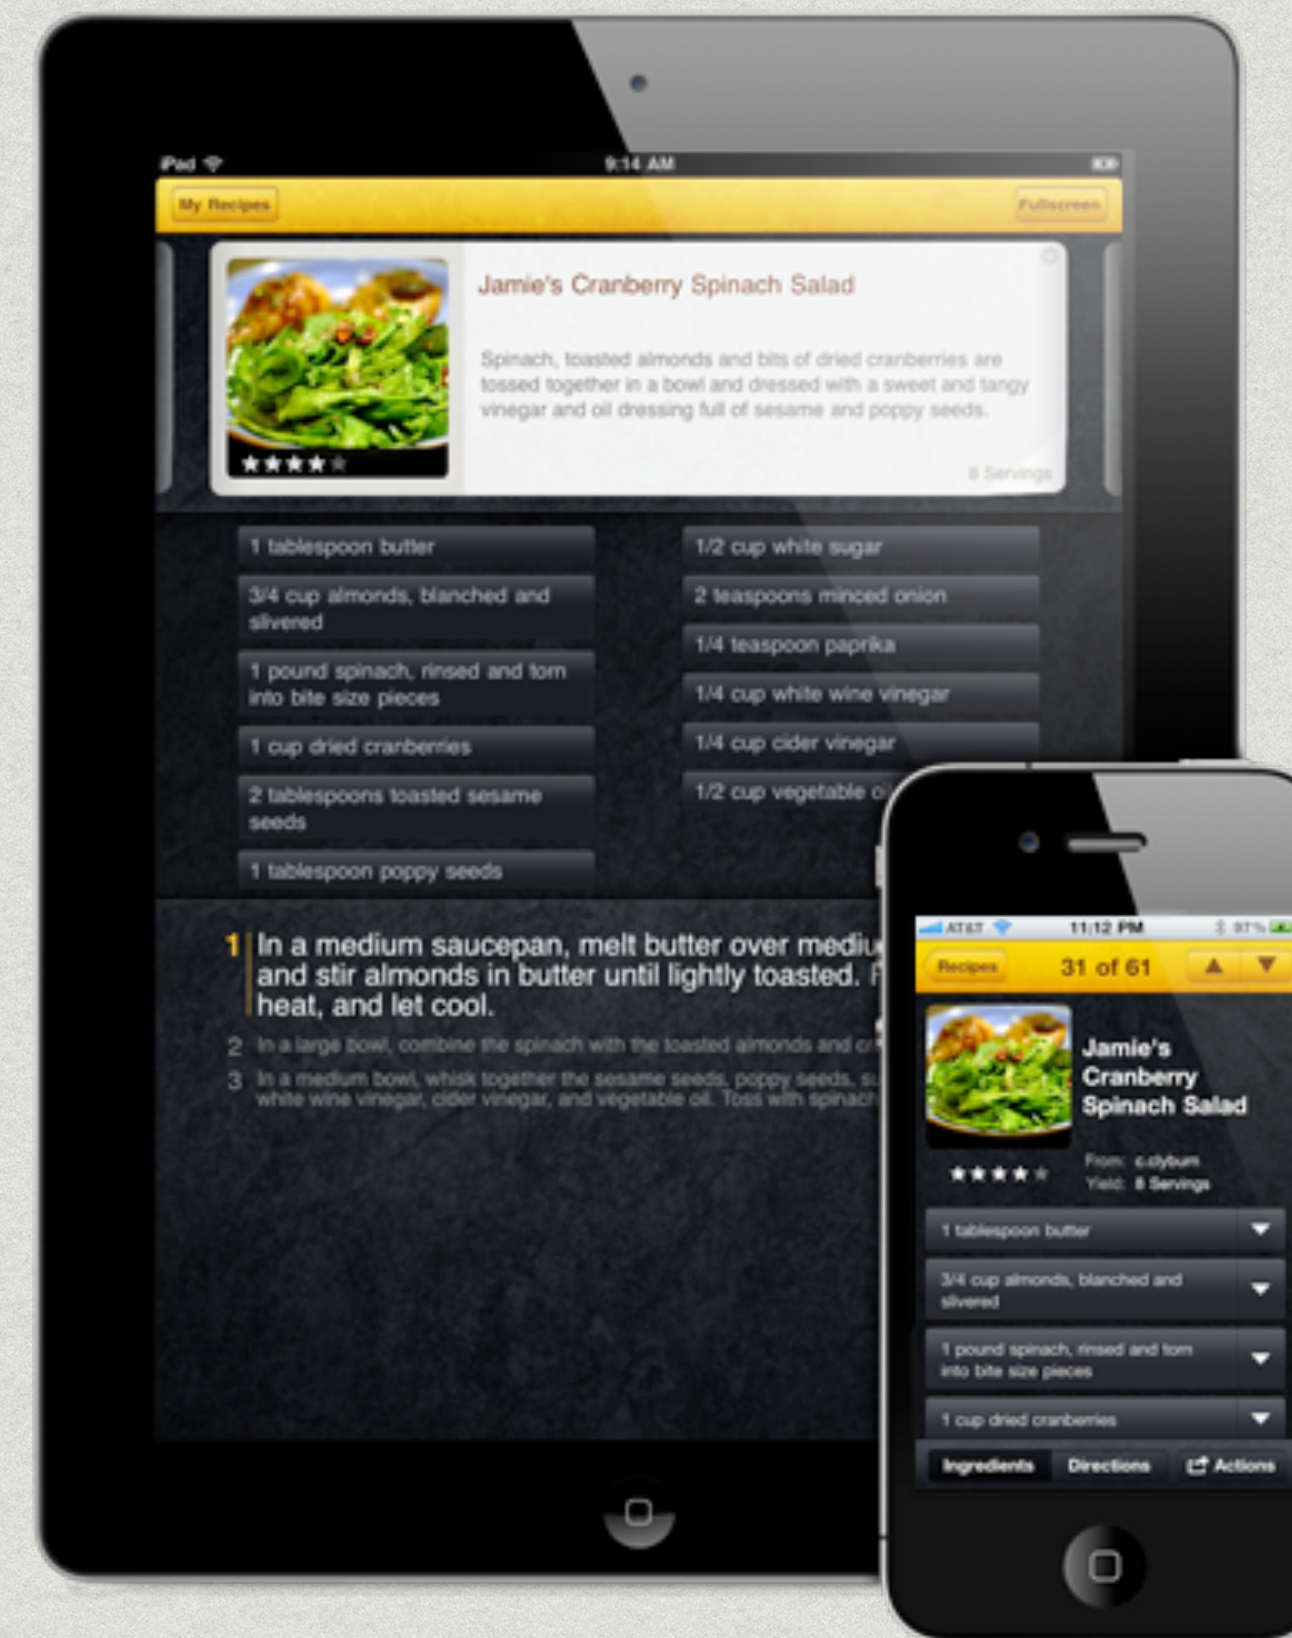 iPad 9:14 AM
My Recipes Fullscreen
Jamie's Cranberry Spinach Salad
Spinach, toasted almonds and bits of dried cranberries are
tossed together in a bowl and dressed with a sweet and tangy
vinegar and oil dressing full of sesame and poppy seeds.
8 Servings
1 tablespoon butter
3/4 cup almonds, blanched and
slivered
1 pound spinach, rinsed and torn
into bite size pieces
1 cup dried cranberries
2 tablespoons toasted sesame
seeds
1 tablespoon poppy seeds
1/2 cup white sugar
2 teaspoons minced onion
1/4 teaspoon paprika
1/4 cup white wine vinegar
1/4 cup cider vinegar
1/2 cup vegetable
1 In a medium saucepan, melt butter over
and stir almonds in butter until lightly toasted.
heat, and let cool.
2 In a large bowl, combine the spinach with the toasted almonds and
3 In a medium bowl, whisk together the sesame seeds, poppy seeds,
white wine vinegar, cider vinegar, and vegetable oil. Toss with spinach
AT&T 11:12 PM 97%
Recipes 31 of 61
Jamie's
Cranberry
Spinach Salad
From: c.clyburn
Yield: 8 Servings
1 tablespoon butter
3/4 cup almonds, blanched and
slivered
1 pound spinach, rinsed and torn
into bite size pieces
1 cup dried cranberries
Ingredients Directions Actions